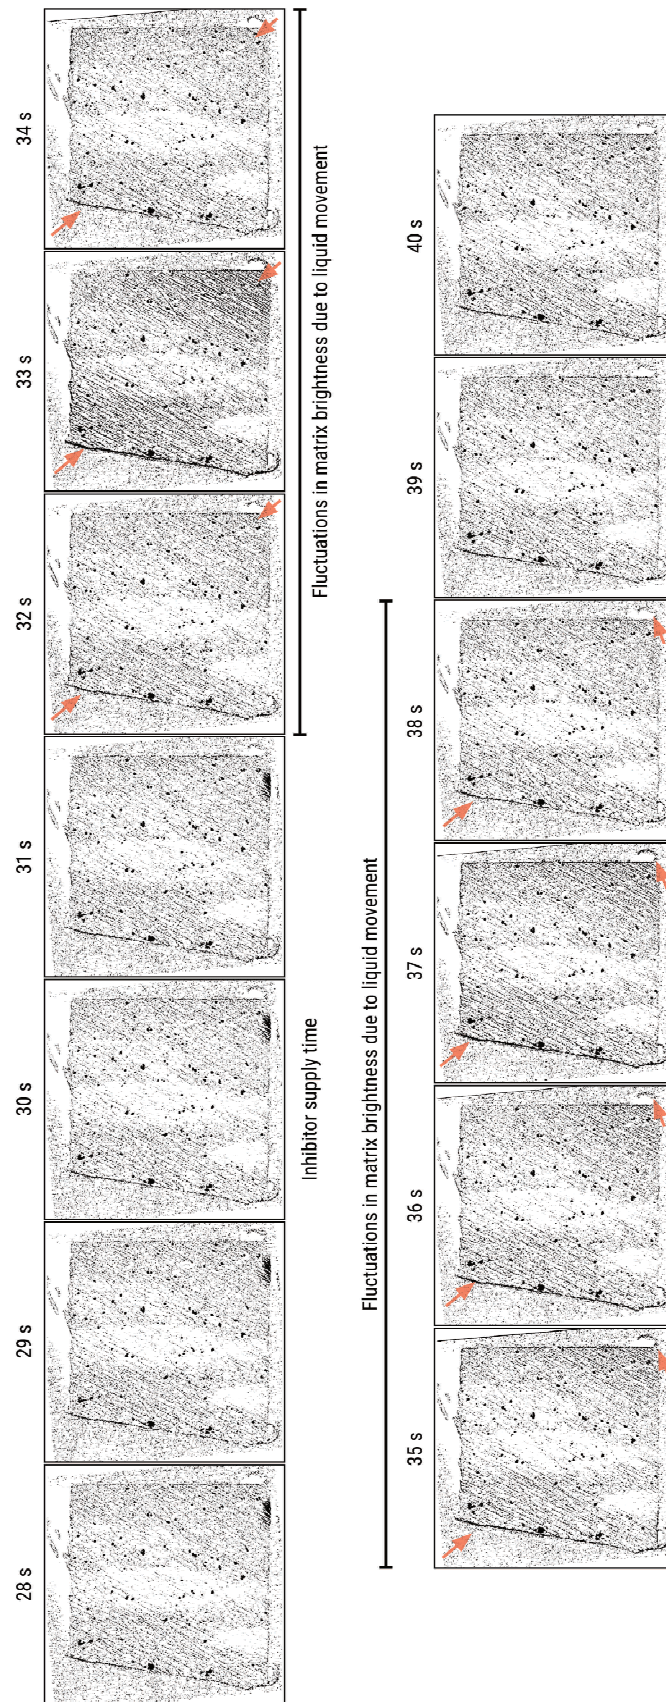 28 s
29 s
30 s
31 s
32 s
33 s
34 s
Inhibitor supply time
Fluctuations in matrix brightness due to liquid movement
35 s
36 s
37 s
38 s
39 s
40 s
Fluctuations in matrix brightness due to liquid movement